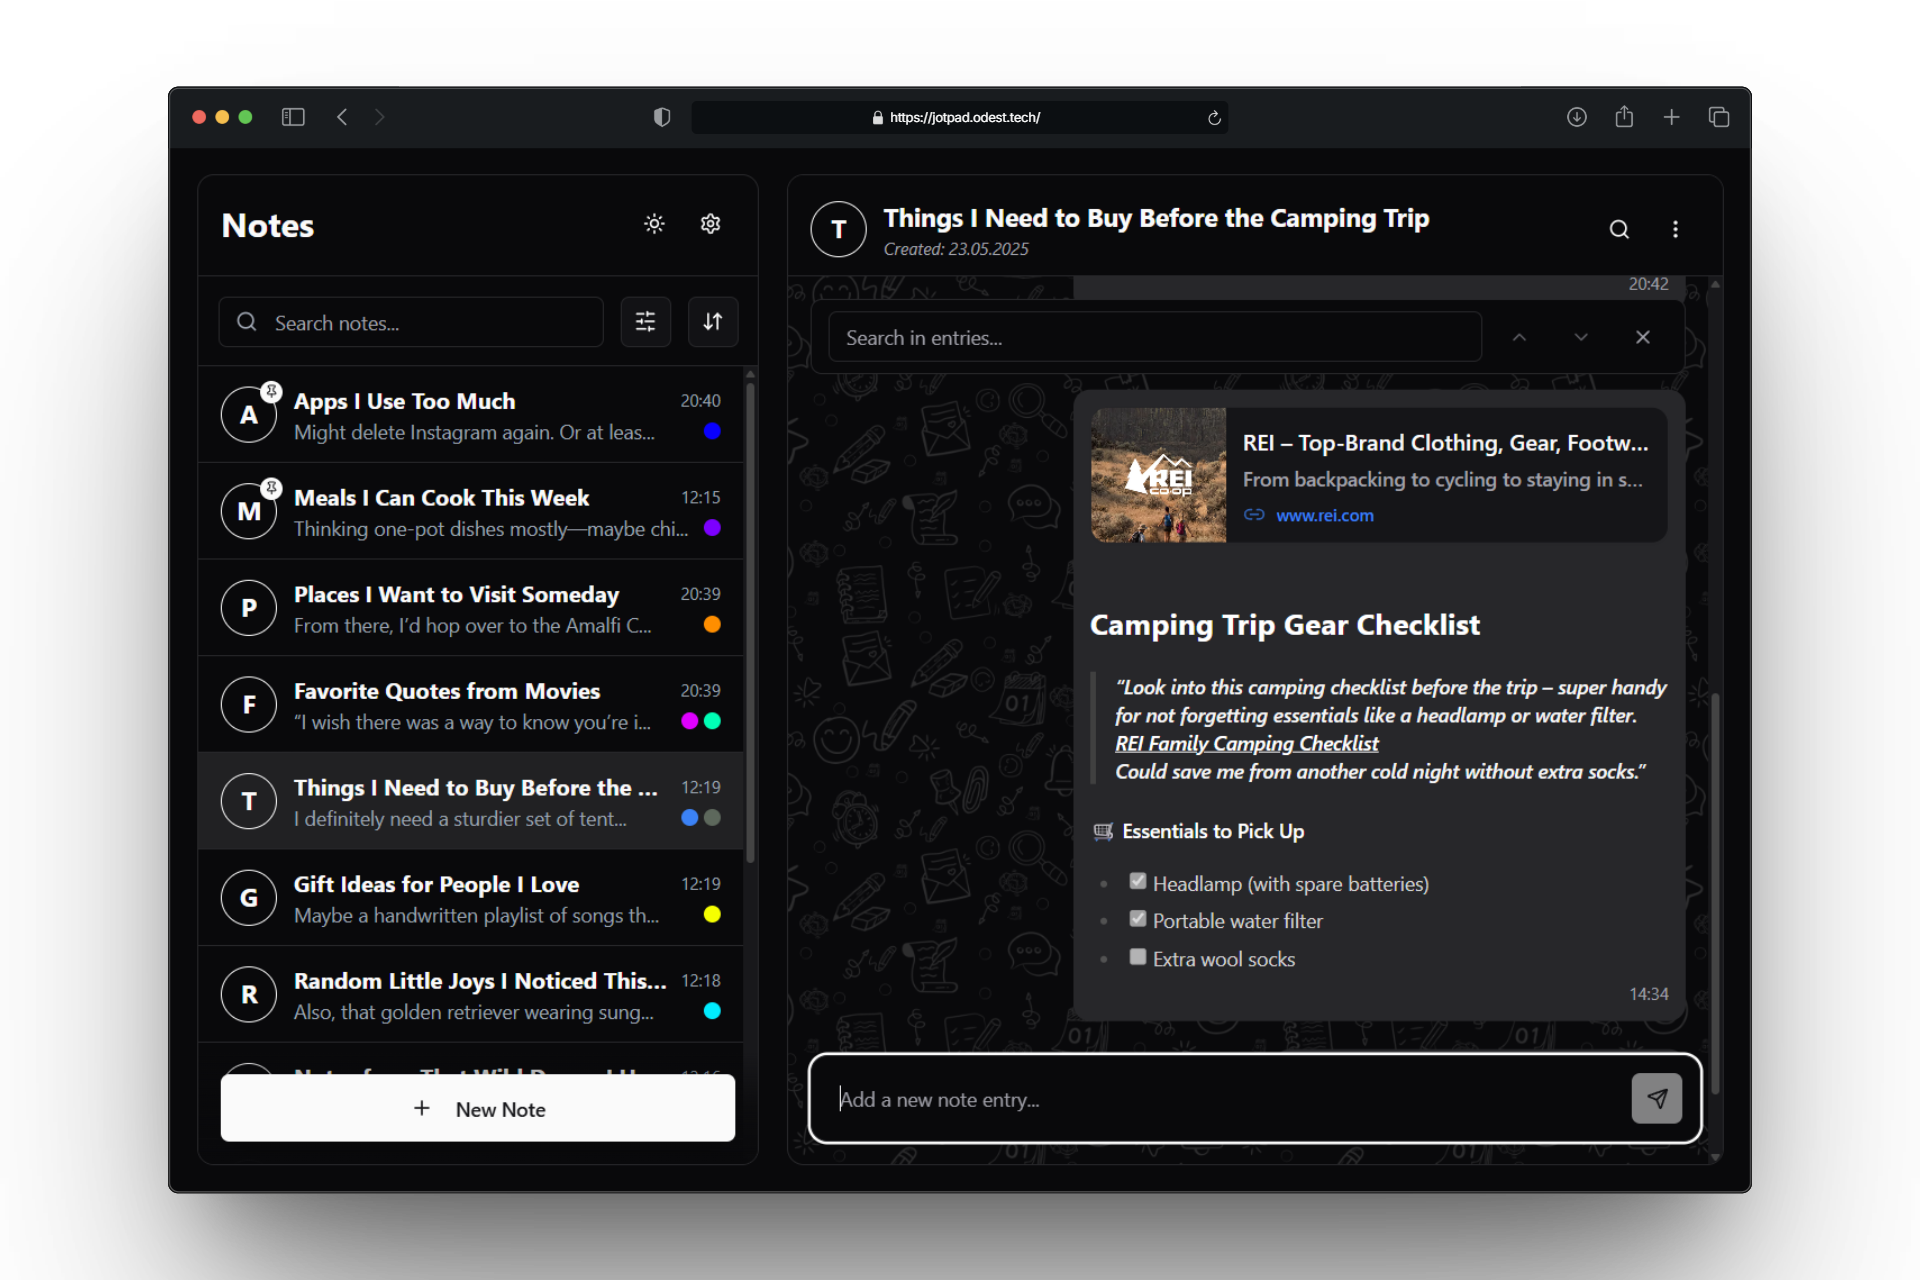 https://jotpad.odest.tech/
Notes
Search notes...
A
Apps I Use Too Much
20:40
Might delete Instagram again. Or at leas...
M
Meals I Can Cook This Week
12:15
Thinking one-pot dishes mostly—maybe chi...
P
Places I Want to Visit Someday
20:39
From there, I’d hop over to the Amalfi C...
F
Favorite Quotes from Movies
20:39
“I wish there was a way to know you’re i...
T
Things I Need to Buy Before the ...
12:19
I definitely need a sturdier set of tent...
G
Gift Ideas for People I Love
12:19
Maybe a handwritten playlist of songs th...
R
Random Little Joys I Noticed This...
12:18
Also, that golden retriever wearing sung...
+ New Note
T
Things I Need to Buy Before the Camping Trip
Created: 23.05.2025
20:42
Search in entries...
REI
CO·OP
REI – Top-Brand Clothing, Gear, Footw...
From backpacking to cycling to staying in s...
www.rei.com
Camping Trip Gear Checklist
“Look into this camping checklist before the trip – super handy
for not forgetting essentials like a headlamp or water filter.
REI Family Camping Checklist
Could save me from another cold night without extra socks.”
Essentials to Pick Up
Headlamp (with spare batteries)
Portable water filter
Extra wool socks
14:34
Add a new note entry...